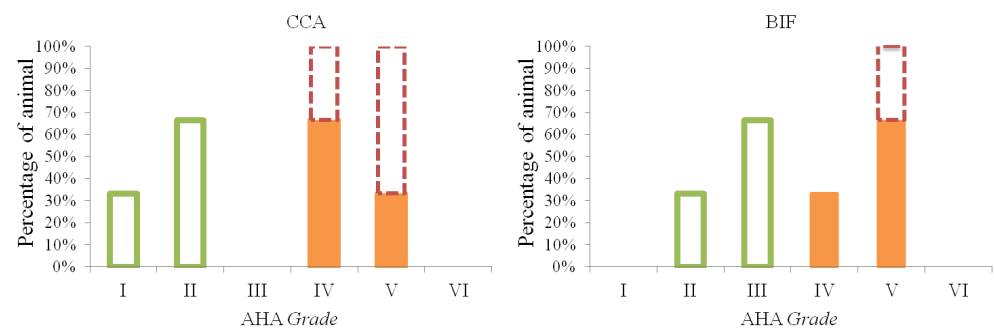 CCA
Percentage of animal
100%
90%
80%
70%
60%
50%
40%
30%
20%
10%
0%
I II III IV V VI
AHA Grade
BIF
Percentage of animal
100%
90%
80%
70%
60%
50%
40%
30%
20%
10%
0%
I II III IV V VI
AHA Grade